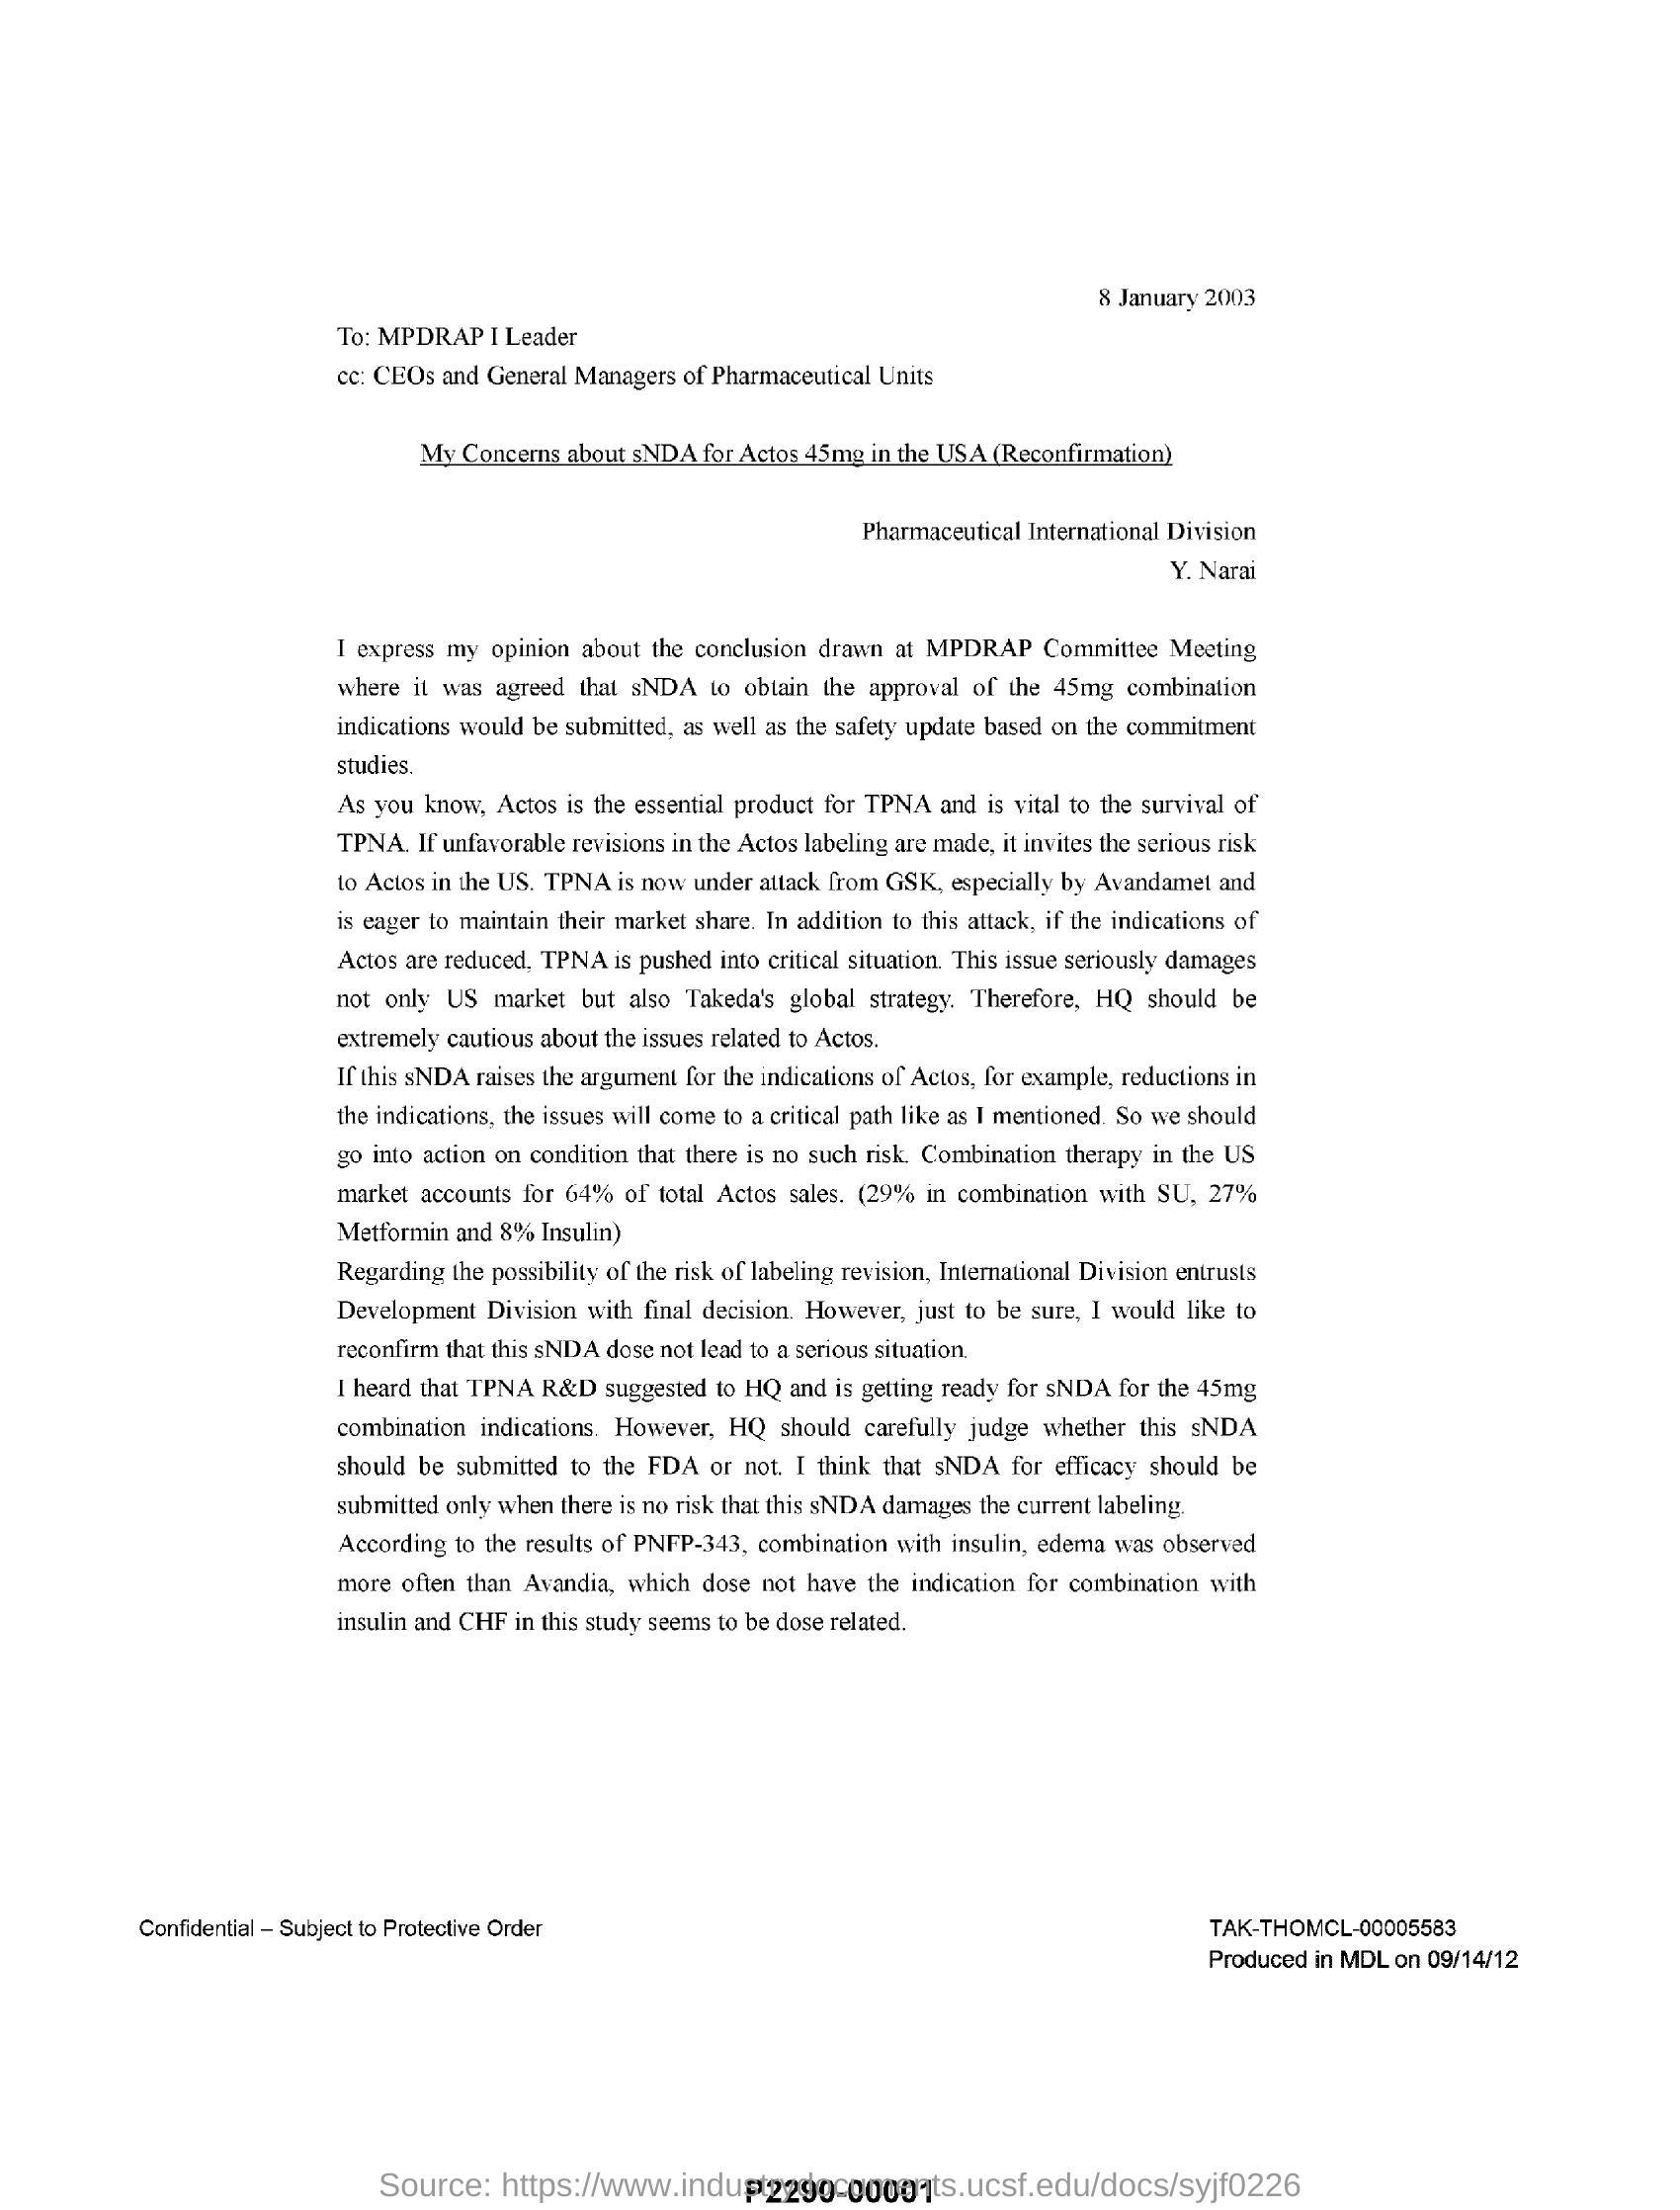 8 January 2003
To: MPDRAP I Leader
cc: CEOs and General Managers of Pharmaceutical Units
My Concerns about sNDA for Actos 45mg in the USA (Reconfirmation)
Pharmaceutical International Division
Y. Narai
I express my opinion about the conclusion drawn at MPDRAP Committee Meeting
where it was agreed that sNDA to obtain the approval of the 45mg combination
indications would be submitted, as well as the safety update based on the commitment
studies.
As you know, Actos is the essential product for TPNA and is vital to the survival of
TPNA. If unfavorable revisions in the Actos labeling are made, it invites the serious risk
to Actos in the US. TPNA is now under attack from GSK, especially by Avandamet and
is eager to maintain their market share. In addition to this attack, if the indications of
Actos are reduced, TPNA is pushed into critical situation. This issue seriously damages
not only US market but also Takeda's global strategy. Therefore, HQ should be
extremely cautious about the issues related to Actos.
If this sNDA raises the argument for the indications of Actos, for example, reductions in
the indications, the issues will come to a critical path like as I mentioned. So we should
go into action on condition that there is no such risk. Combination therapy in the US
market accounts for 64% of total Actos sales. (29% in combination with SU, 27%
Metformin and 8% Insulin)
Regarding the possibility of the risk of labeling revision, International Division entrusts
Development Division with final decision. However, just to be sure, I would like to
reconfirm that this sNDA dose not lead to a serious situation.
I heard that TPNA R&D suggested to HQ and is getting ready for sNDA for the 45mg
combination indications. However, HQ should carefully judge whether this sNDA
should be submitted to the FDA or not. I think that sNDA for efficacy should be
submitted only when there is no risk that this sNDA damages the current labeling.
According to the results of PNFP-343, combination with insulin, edema was observed
more often than Avandia, which dose not have the indication for combination with
insulin and CHF in this study seems to be dose related.
Confidential – Subject to Protective Order
TAK-THOMCL-00005583
Produced in MDL on 09/14/12
Source: https://www.industrydocuments.ucsf.edu/docs/syjf0226
P2290-00001